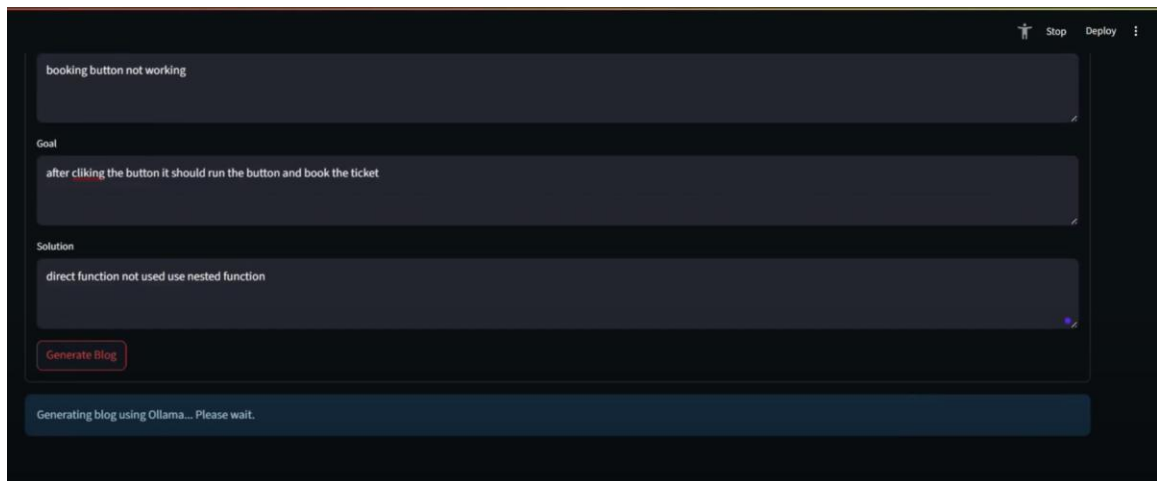 Stop Deploy
booking button not working
Goal
after cliking the button it should run the button and book the ticket
Solution
direct function not used use nested function
Generate Blog
Generating blog using Ollama... Please wait.